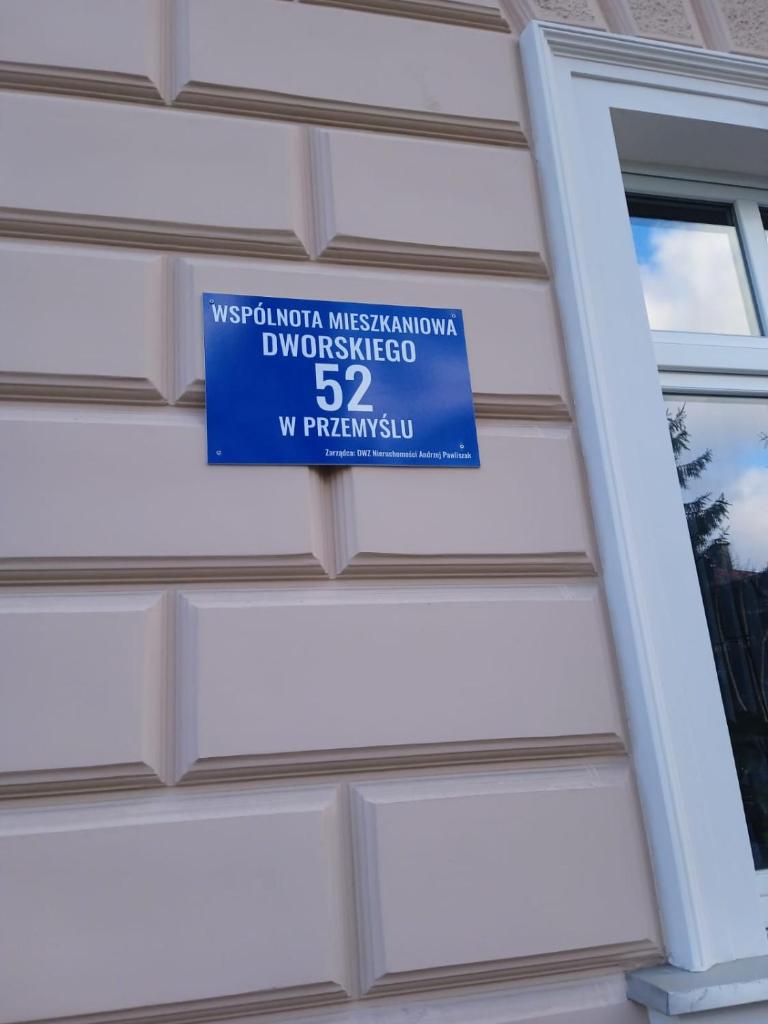 WSPÓLNOTA MIESZKANIOWA
DWORSKIEGO
52
W PRZEMYŚLU
Zarządca: DWZ Nieruchomości Andrzej Pawliszak